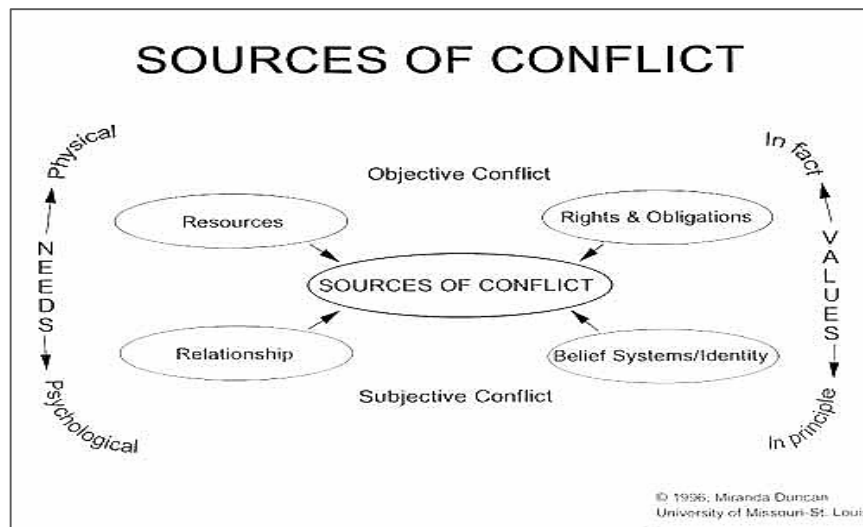 SOURCES OF CONFLICT
Physical
In fact
Objective Conflict
Resources
Rights & Obligations
NEEDS
SOURCES OF CONFLICT
VALUES
Relationship
Belief Systems/Identity
Psychological
Subjective Conflict
In principle
© 1996, Miranda Duncan
University of Missouri-St. Loui